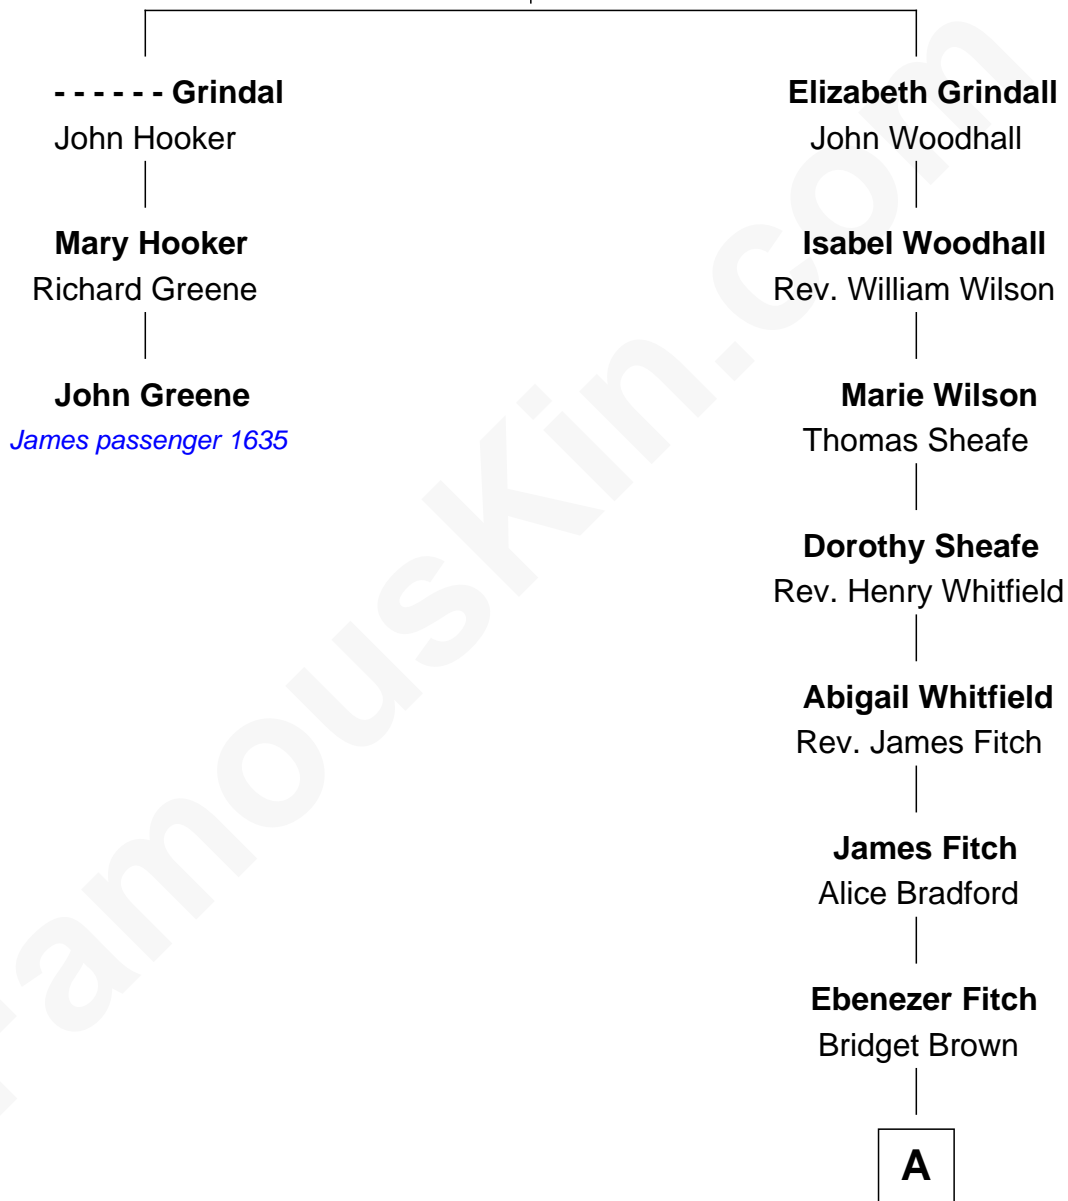 - - - - - - Grindal
John Hooker
Mary Hooker
Richard Greene
John Greene
James passenger 1635
Elizabeth Grindall
John Woodhall
Isabel Woodhall
Rev. William Wilson
Marie Wilson
Thomas Sheafe
Dorothy Sheafe
Rev. Henry Whitfield
Abigail Whitfield
Rev. James Fitch
James Fitch
Alice Bradford
Ebenezer Fitch
Bridget Brown
A
FamousKin.com